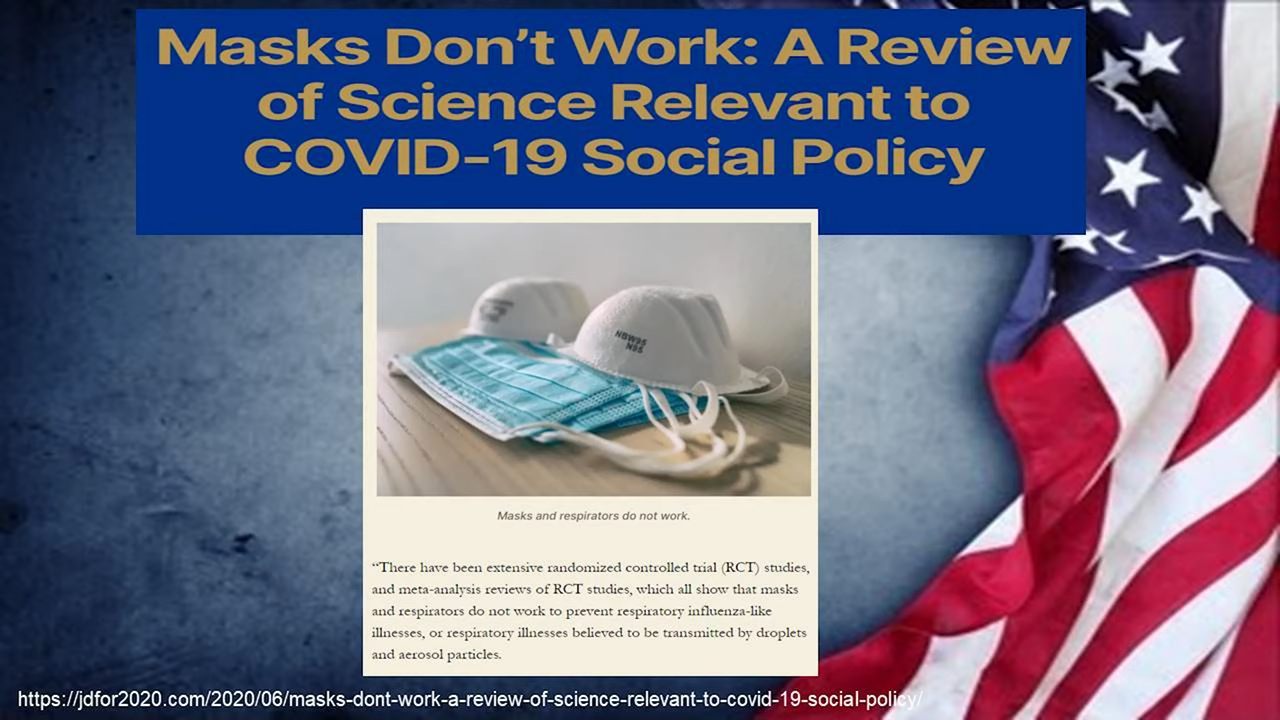 Masks Don’t Work: A Review
of Science Relevant to
COVID-19 Social Policy
NBW95
N95
Masks and respirators do not work.
“There have been extensive randomized controlled trial (RCT) studies,
and meta-analysis reviews of RCT studies, which all show that masks
and respirators do not work to prevent respiratory influenza-like
illnesses, or respiratory illnesses believed to be transmitted by droplets
and aerosol particles.
https://jdfor2020.com/2020/06/masks-dont-work-a-review-of-science-relevant-to-covid-19-social-policy/